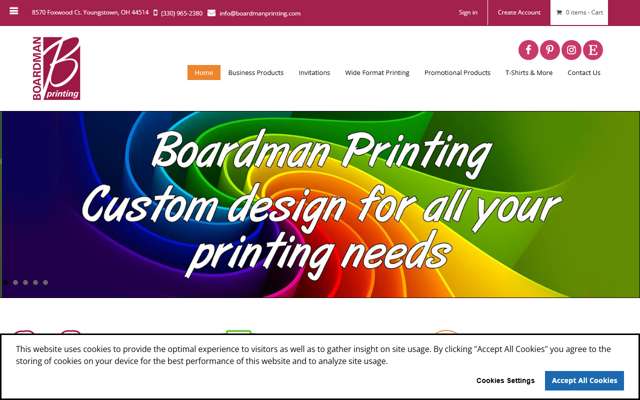 8570 Foxwood Ct. Youngstown, OH 44514 (330) 965-2380 info@boardmanprinting.com Sign in Create Account 0 items - Cart
BOARDMAN
B
printing
Home Business Products Invitations Wide Format Printing Promotional Products T-Shirts & More Contact Us
Boardman Printing
Custom design for all your
printing needs
This website uses cookies to provide the optimal experience to visitors as well as to gather insight on site usage. By clicking "Accept All Cookies" you agree to the
storing of cookies on your device for the best performance of this website and to analyze site usage.
Cookies Settings Accept All Cookies